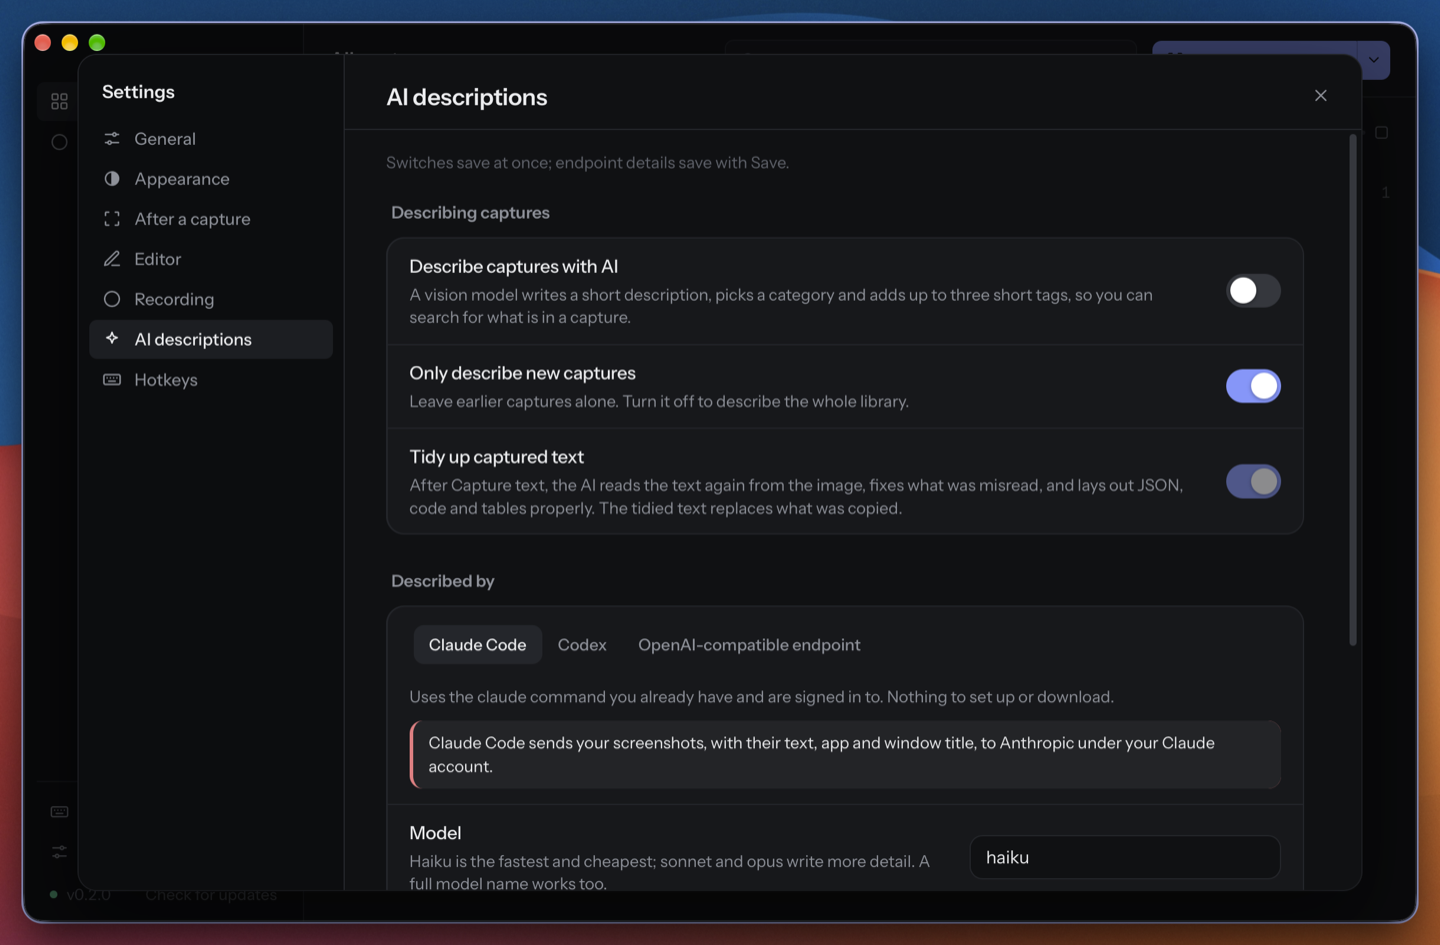 Settings
General
Appearance
After a capture
Editor
Recording
AI descriptions
Hotkeys
AI descriptions
Switches save at once; endpoint details save with Save.
Describing captures
Describe captures with AI
A vision model writes a short description, picks a category and adds up to three short tags, so you can
search for what is in a capture.
Only describe new captures
Leave earlier captures alone. Turn it off to describe the whole library.
Tidy up captured text
After Capture text, the AI reads the text again from the image, fixes what was misread, and lays out JSON,
code and tables properly. The tidied text replaces what was copied.
Described by
Claude Code
Codex
OpenAI-compatible endpoint
Uses the claude command you already have and are signed in to. Nothing to set up or download.
Claude Code sends your screenshots, with their text, app and window title, to Anthropic under your Claude
account.
Model
Haiku is the fastest and cheapest; sonnet and opus write more detail. A
full model name works too.
haiku
1
v0.2.0
Check for updates